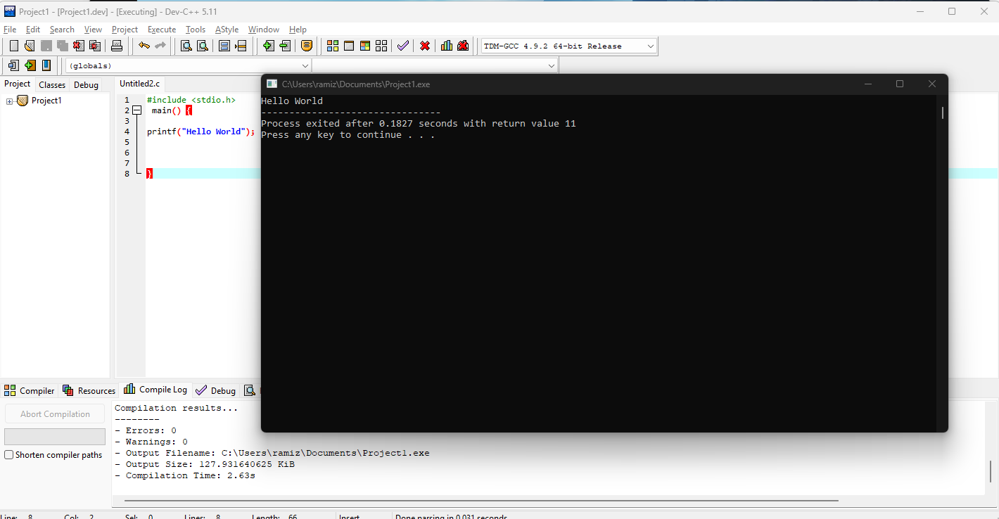 Project1 - [Project1.dev] - [Executing] - Dev-C++ 5.11
File Edit Search View Project Execute Tools AStyle Window Help
TDM-GCC 4.9.2 64-bit Release
(globals)
Project Classes Debug
Project1
Untitled2.c
1 #include <stdio.h>
2 main() {
3
4 printf("Hello World");
5
6
7
8 }
C:\Users\ramiz\Documents\Project1.exe
Hello World
--------------------------------
Process exited after 0.1827 seconds with return value 11
Press any key to continue . . .
Compiler Resources Compile Log Debug
Abort Compilation
Shorten compiler paths
Compilation results...
--------
- Errors: 0
- Warnings: 0
- Output Filename: C:\Users\ramiz\Documents\Project1.exe
- Output Size: 127.931640625 KiB
- Compilation Time: 2.63s
Line: 8 Col: 2 Sel: 0 Lines: 8 Length: 66 Insert Done parsing in 0.031 seconds